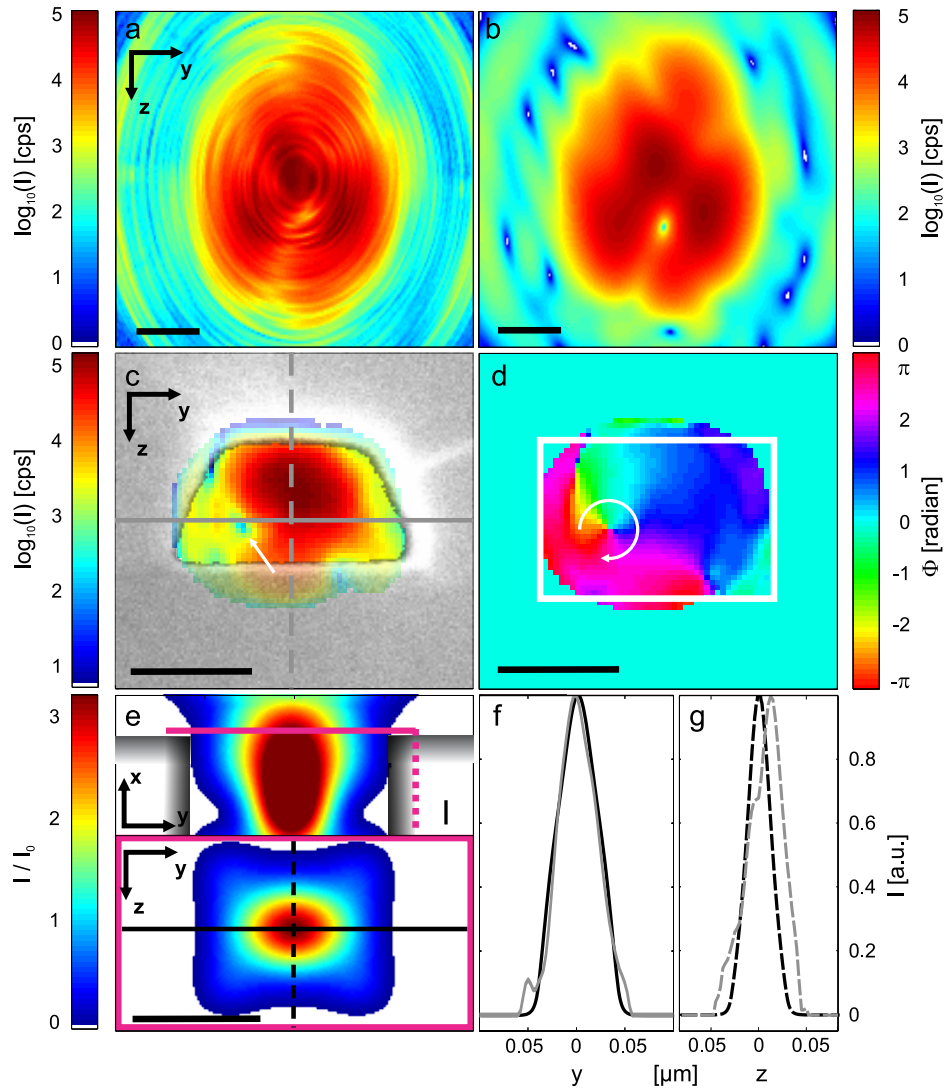 a
b
y
z
5
4
3
2
1
0
log₁₀(I) [cps]
5
4
3
2
1
0
log₁₀(I) [cps]
c
d
y
z
5
4
3
2
1
log₁₀(I) [cps]
π
2
1
0
-1
-2
-π
Φ [radian]
e
f
g
x
y
I
y
z
3
2
1
0
I / I₀
0.8
0.6
0.4
0.2
0
I [a.u.]
0.05 0 0.05
0.05 0 0.05
y [µm] z